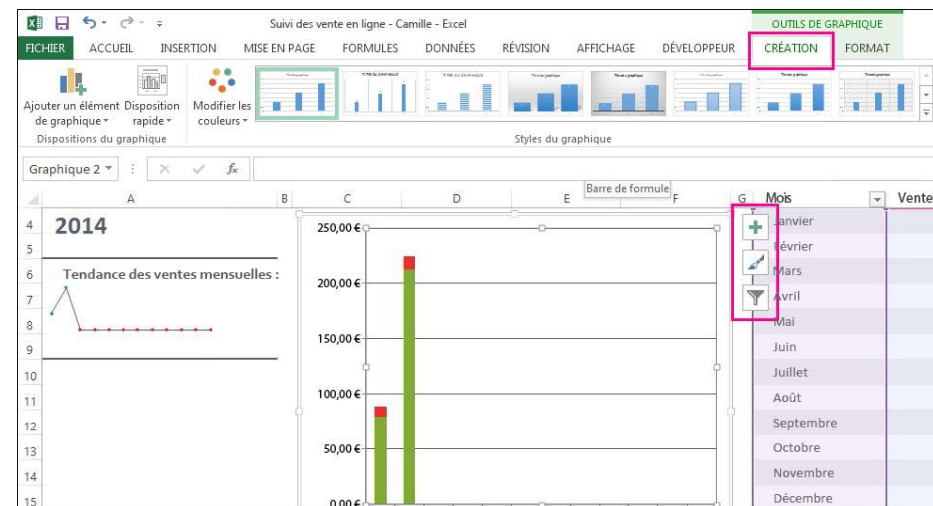 Suivi des vente en ligne - Camille - Excel
OUTILS DE GRAPHIQUE
FICHIER ACCUEIL INSERTION MISE EN PAGE FORMULES DONNÉES RÉVISION AFFICHAGE DÉVELOPPEUR CRÉATION FORMAT
Ajouter un élément de graphique
Disposition rapide
Modifier les couleurs
Dispositions du graphique
Styles du graphique
Graphique 2
fx
Barre de formule
A B C D E F G Mois Vente
4 2014
5
6 Tendance des ventes mensuelles :
7
8
9
10
11
12
13
14
15
250,00 €
200,00 €
150,00 €
100,00 €
50,00 €
0,00 €
Janvier
Février
Mars
Avril
Mai
Juin
Juillet
Août
Septembre
Octobre
Novembre
Décembre